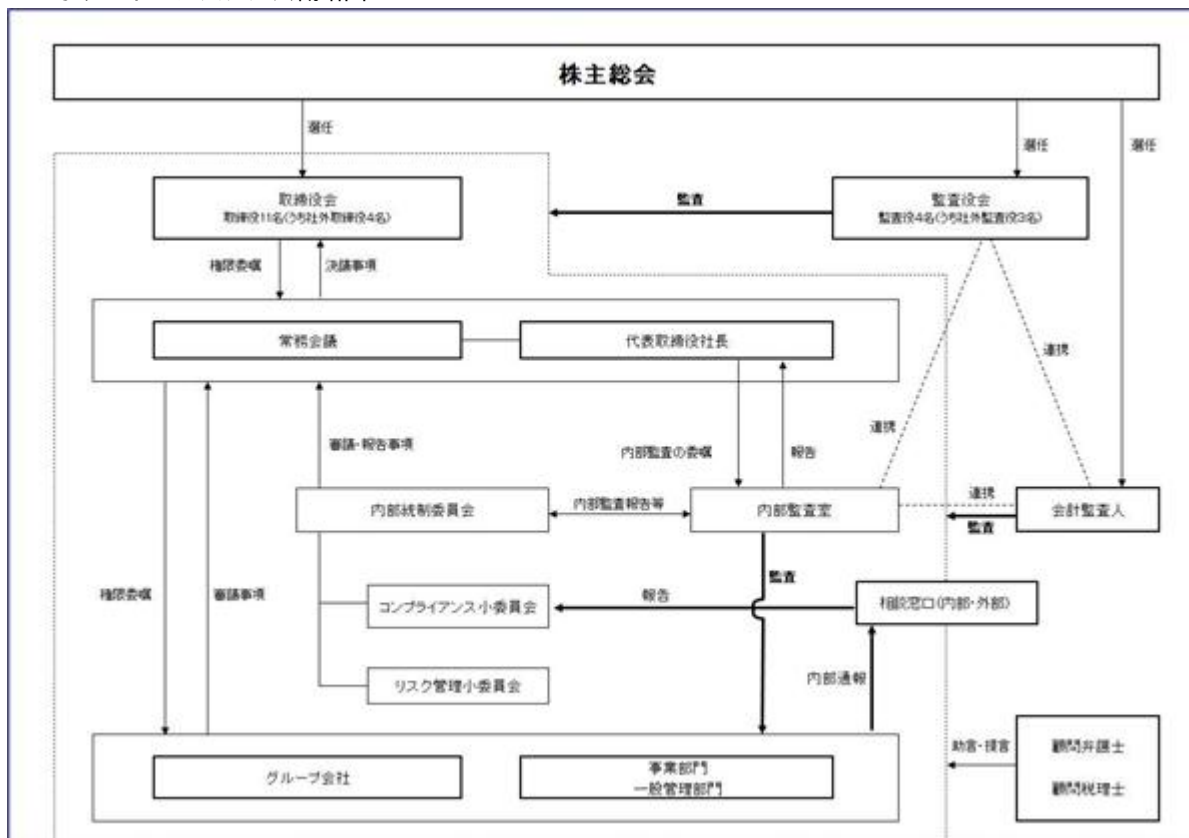 株主総会
選任
選任
選任
取締役会
取締役11名(うち社外取締役4名)
監査
監査役会
監査役4名(うち社外監査役3名)
権限委嘱
決議事項
常務会議
代表取締役社長
連携
連携
審議・報告事項
内部監査の委嘱
報告
内部統制委員会
内部監査報告等
内部監査室
連携
会計監査人
監査
監査
権限委嘱
審議事項
コンプライアンス小委員会
報告
相談窓口(内部・外部)
リスク管理小委員会
内部通報
グループ会社
事業部門
一般管理部門
助言・提言
顧問弁護士
顧問税理士